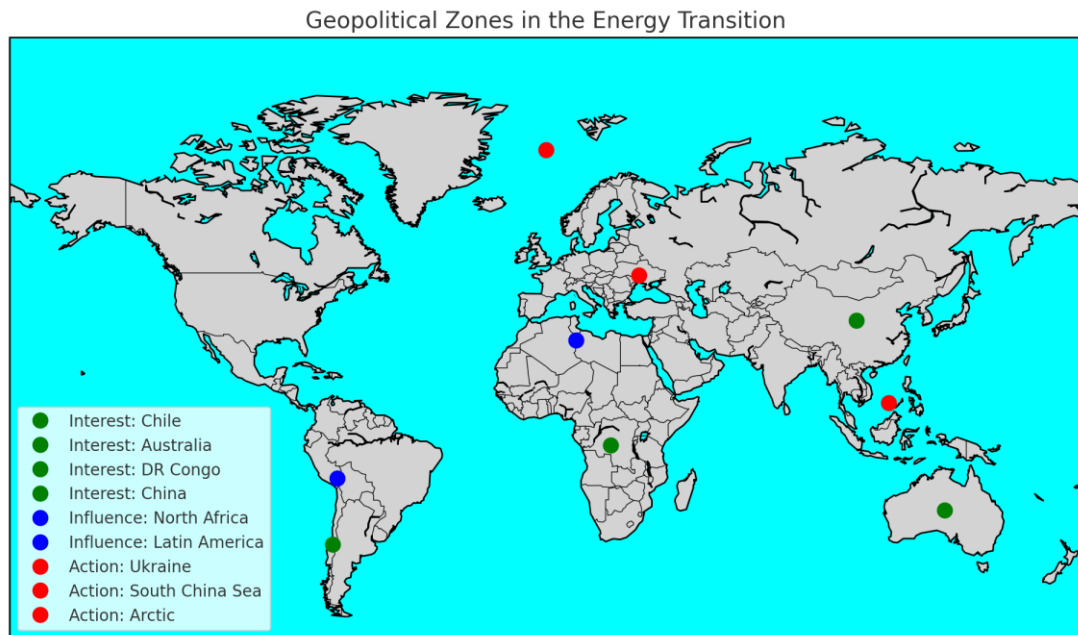 Geopolitical Zones in the Energy Transition
Interest: Chile
Interest: Australia
Interest: DR Congo
Interest: China
Influence: North Africa
Influence: Latin America
Action: Ukraine
Action: South China Sea
Action: Arctic